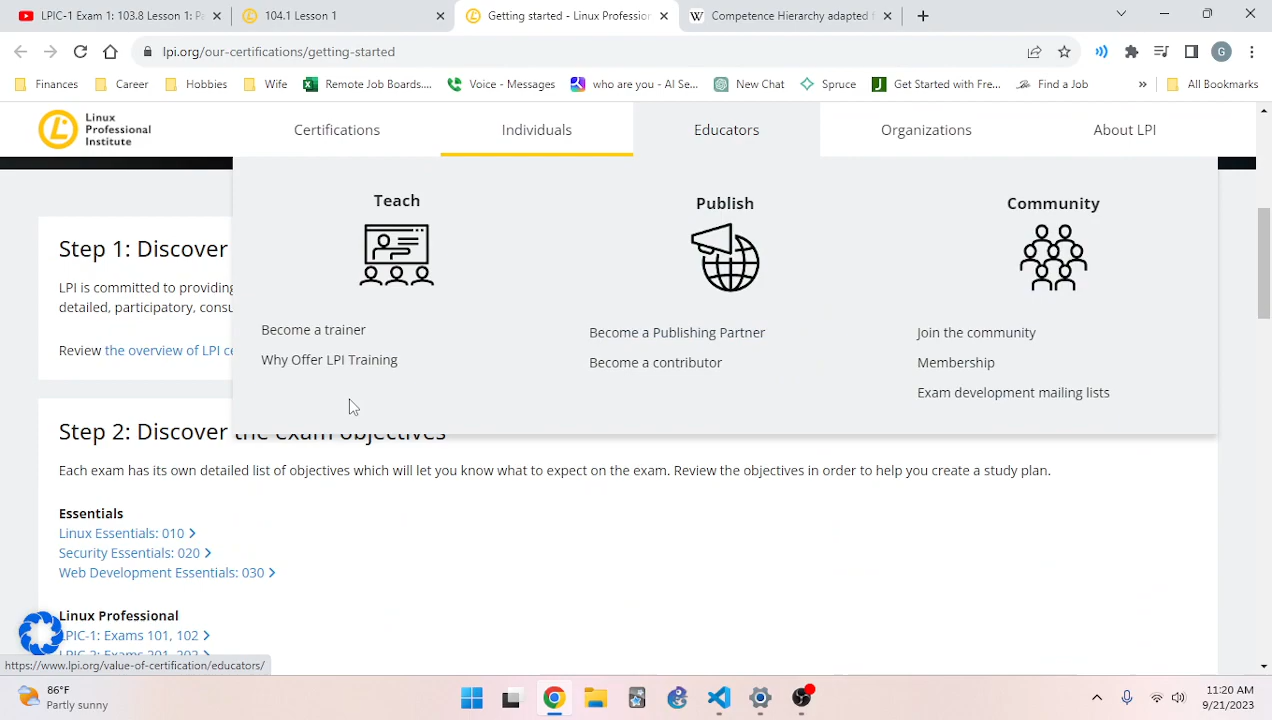 LPIC-1 Exam 1: 103.8 Lesson 1: Pa
104.1 Lesson 1
Getting started - Linux Profession
Competence Hierarchy adapted f
lpi.org/our-certifications/getting-started
G
Finances
Career
Hobbies
Wife
Remote Job Boards....
Voice - Messages
who are you - AI Se...
New Chat
Spruce
Get Started with Fre...
Find a Job
»
All Bookmarks
Linux
Professional
Institute
Certifications
Individuals
Educators
Organizations
About LPI
Teach
Publish
Community
Become a trainer
Why Offer LPI Training
Become a Publishing Partner
Become a contributor
Join the community
Membership
Exam development mailing lists
Step 1: Discover
LPI is committed to providing
detailed, participatory, consu
Review the overview of LPI ce
Step 2: Discover the exam objectives
Each exam has its own detailed list of objectives which will let you know what to expect on the exam. Review the objectives in order to help you create a study plan.
Essentials
Linux Essentials: 010
Security Essentials: 020
Web Development Essentials: 030
Linux Professional
LPIC-1: Exams 101, 102
LPIC-2: Exams 201, 202
https://www.lpi.org/value-of-certification/educators/
86°F
Partly sunny
11:20 AM
9/21/2023